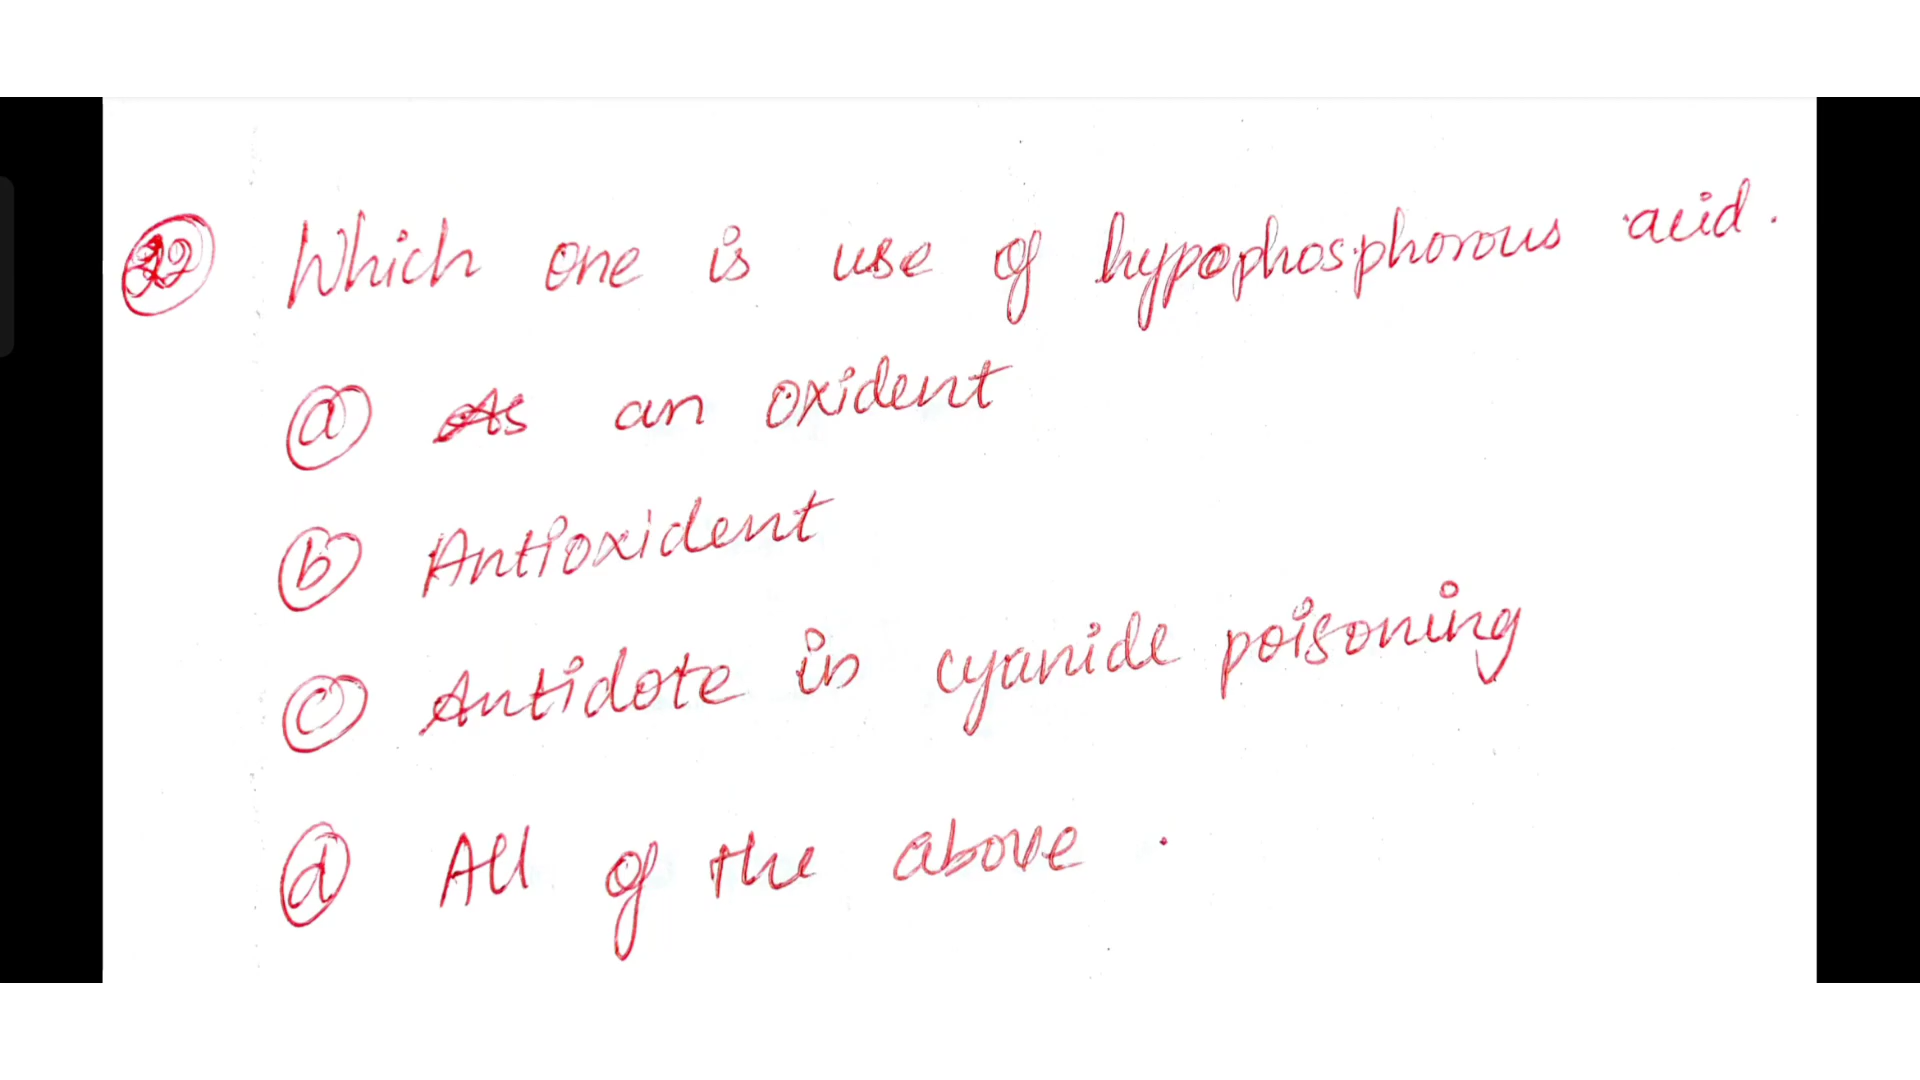 32 Which one is use of hypophosphorous acid.
a As an oxident
b Antioxident
c Antidote in cyanide poisoning
d All of the above.